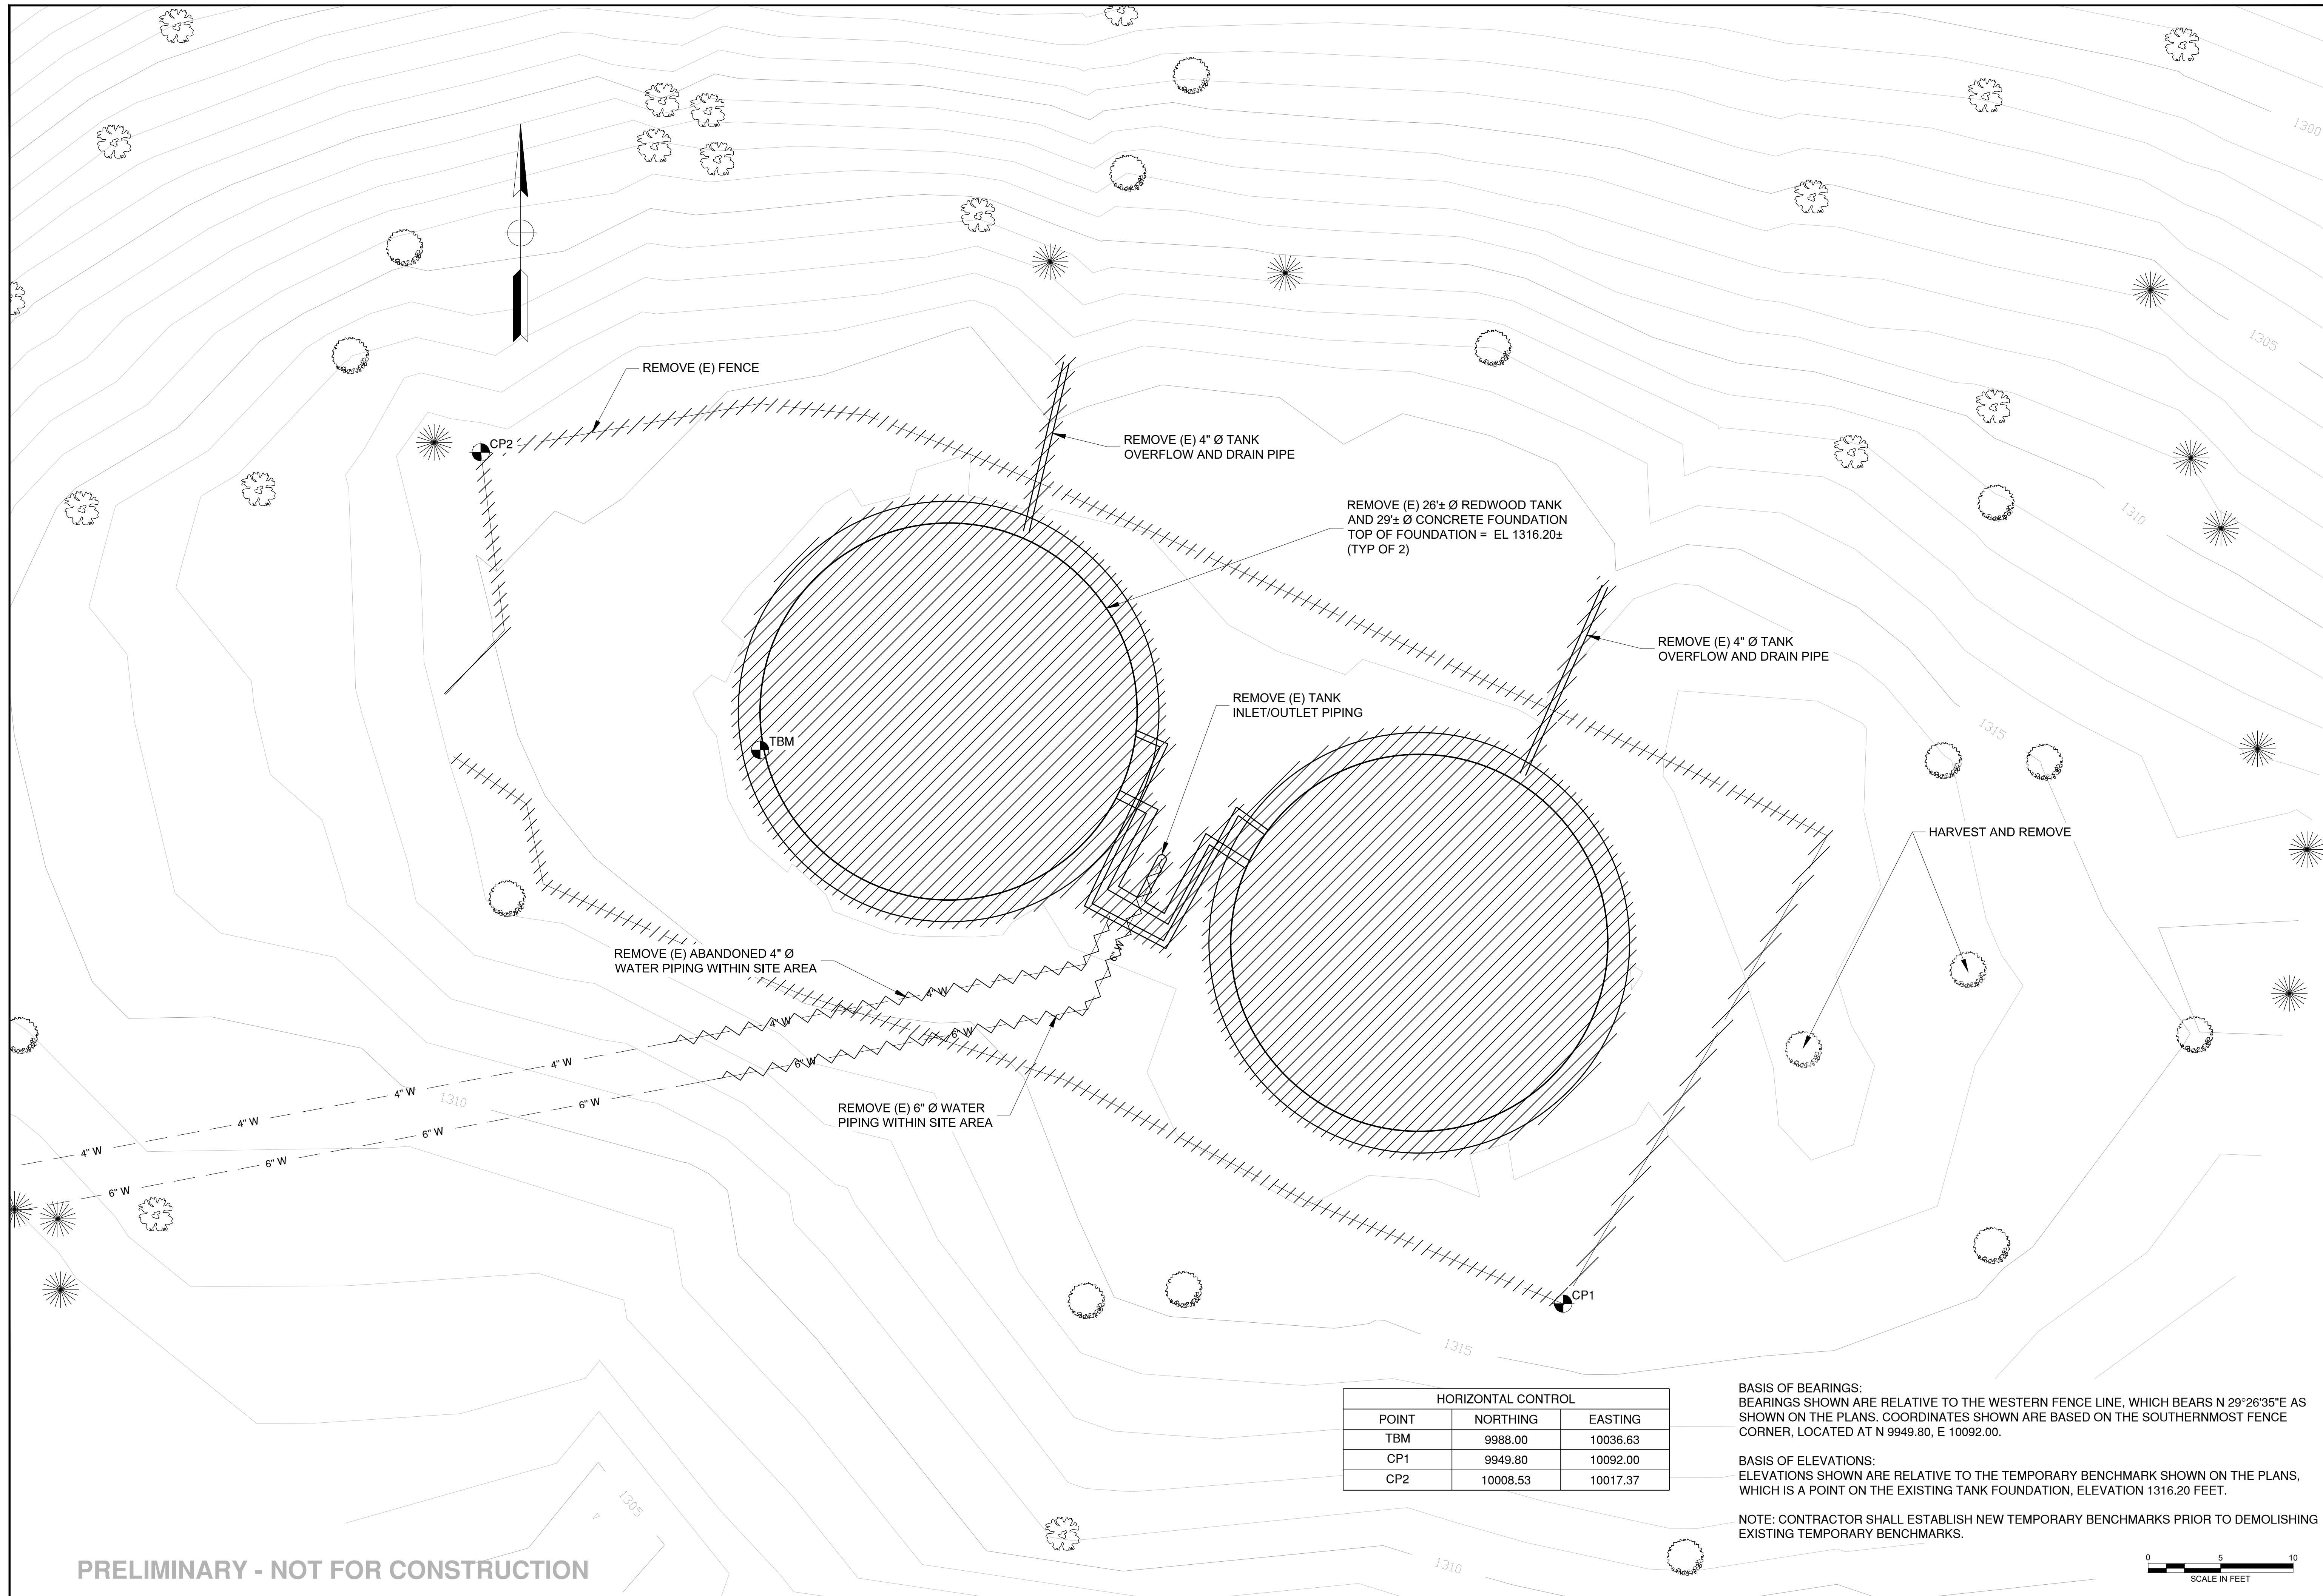 1300
1305
REMOVE (E) FENCE
CP2
REMOVE (E) 4" Ø TANK
OVERFLOW AND DRAIN PIPE
REMOVE (E) 26'± Ø REDWOOD TANK
AND 29'± Ø CONCRETE FOUNDATION
TOP OF FOUNDATION = EL 1316.20±
(TYP OF 2)
1310
REMOVE (E) 4" Ø TANK
OVERFLOW AND DRAIN PIPE
REMOVE (E) TANK
INLET/OUTLET PIPING
TBM
1315
HARVEST AND REMOVE
REMOVE (E) ABANDONED 4" Ø
WATER PIPING WITHIN SITE AREA
6" W
4" W
4" W
6" W
4" W
6" W
4" W
1310
6" W
4" W
6" W
4" W
6" W
6" W
REMOVE (E) 6" Ø WATER
PIPING WITHIN SITE AREA
CP1
1315
HORIZONTAL CONTROL
POINT NORTHING EASTING
TBM 9988.00 10036.63
CP1 9949.80 10092.00
CP2 10008.53 10017.37
BASIS OF BEARINGS:
BEARINGS SHOWN ARE RELATIVE TO THE WESTERN FENCE LINE, WHICH BEARS N 29°26'35"E AS
SHOWN ON THE PLANS. COORDINATES SHOWN ARE BASED ON THE SOUTHERNMOST FENCE
CORNER, LOCATED AT N 9949.80, E 10092.00.
BASIS OF ELEVATIONS:
ELEVATIONS SHOWN ARE RELATIVE TO THE TEMPORARY BENCHMARK SHOWN ON THE PLANS,
WHICH IS A POINT ON THE EXISTING TANK FOUNDATION, ELEVATION 1316.20 FEET.
NOTE: CONTRACTOR SHALL ESTABLISH NEW TEMPORARY BENCHMARKS PRIOR TO DEMOLISHING
EXISTING TEMPORARY BENCHMARKS.
1305
1310
PRELIMINARY - NOT FOR CONSTRUCTION
0 5 10
SCALE IN FEET